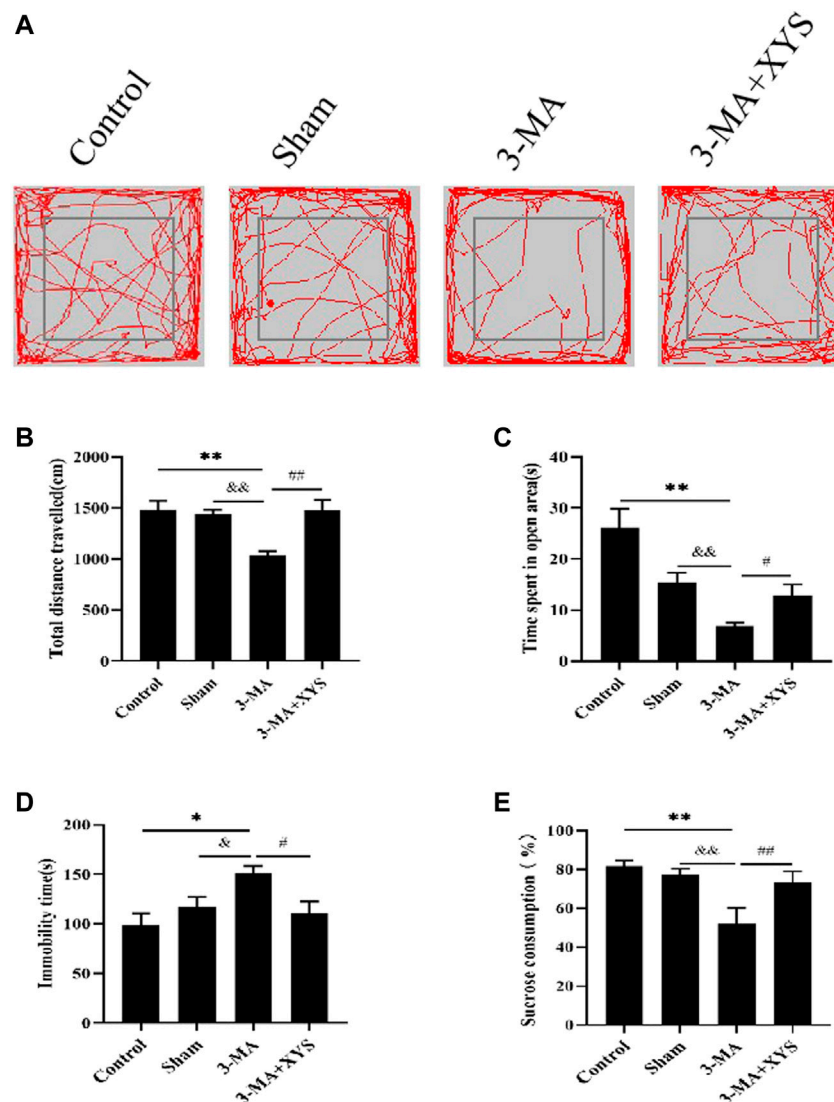 A
Control
Sham
3-MA
3-MA+XYS
B
Total distance travelled(cm)
2000
1500
1000
500
0
**
&&
##
Control
Sham
3-MA
3-MA+XYS
C
Time spent in open area(s)
40
30
20
10
0
**
&&
#
Control
Sham
3-MA
3-MA+XYS
D
Immobility time(s)
200
150
100
50
0
*
&
#
Control
Sham
3-MA
3-MA+XYS
E
Sucrose consumption（ %）
100
80
60
40
20
0
**
&&
##
Control
Sham
3-MA
3-MA+XYS